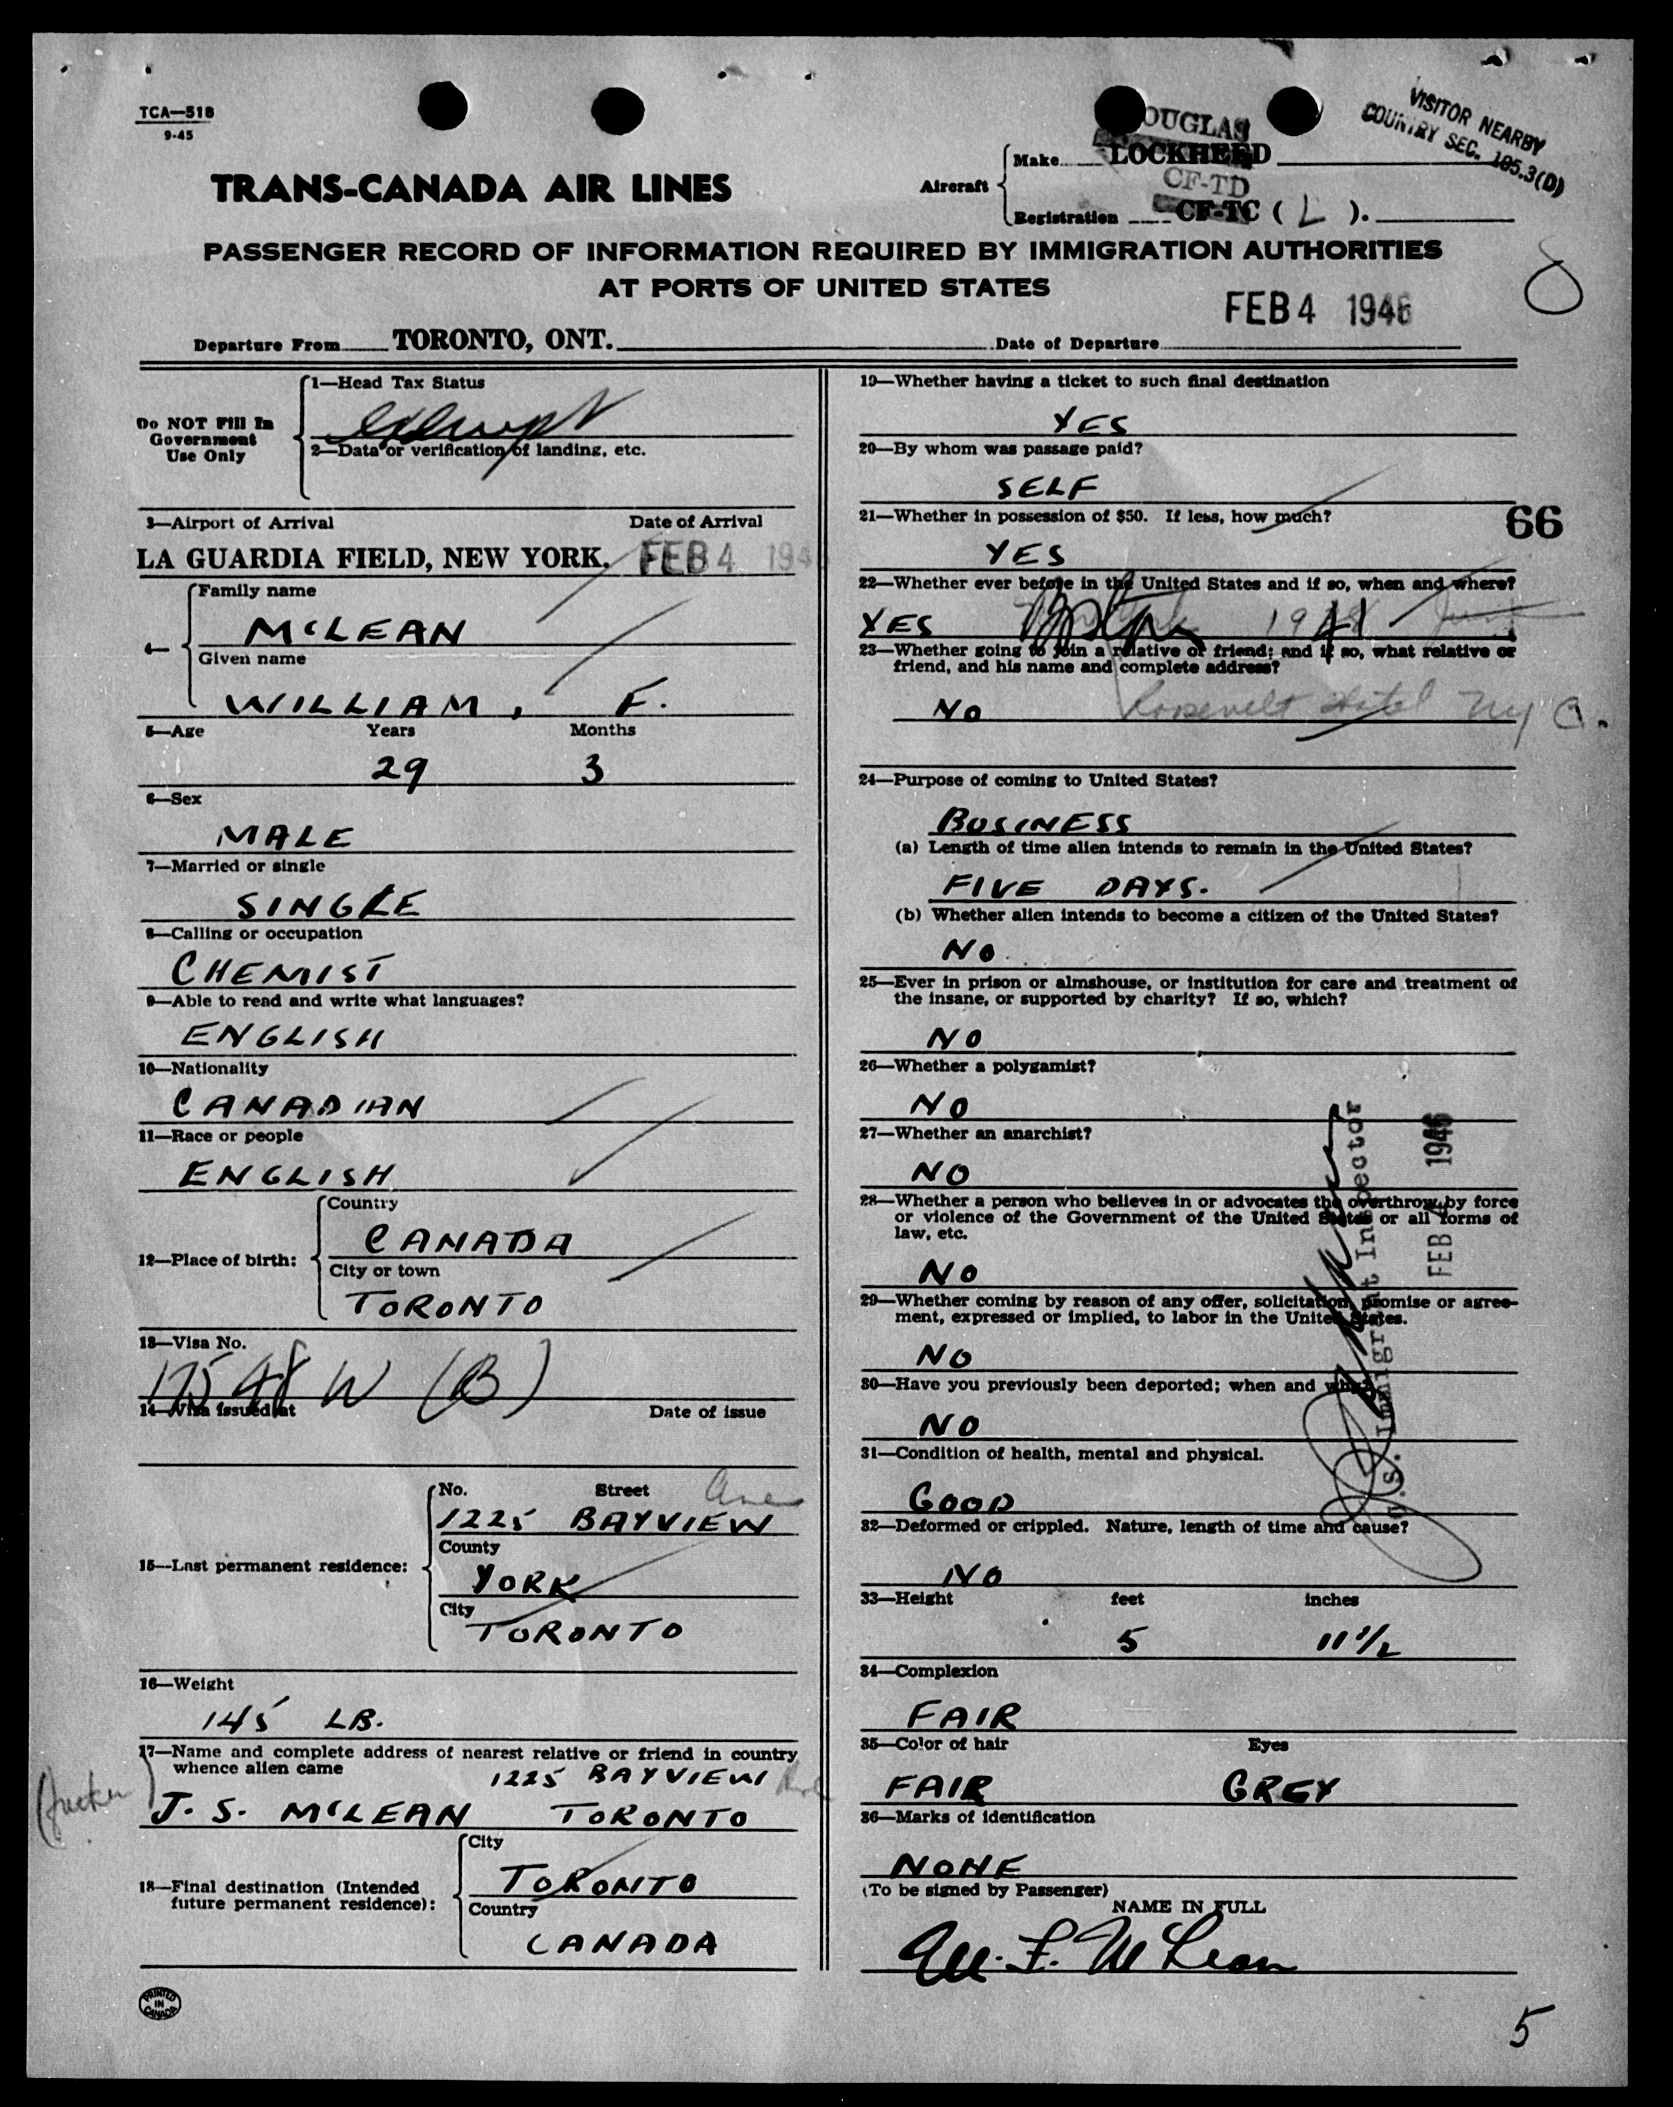 TCA—518
9-45
VISITOR NEARBY
COUNTRY SEC. 185.3(D)
DOUGLAS
Make LOCKHEED
TRANS-CANADA AIR LINES
Aircraft
CF-TD
Registration CF-TC ( L ).
PASSENGER RECORD OF INFORMATION REQUIRED BY IMMIGRATION AUTHORITIES
AT PORTS OF UNITED STATES
8
FEB 4 1946
Departure From TORONTO, ONT. Date of Departure
Do NOT Fill In
Government
Use Only
1—Head Tax Status
Exempt
2—Data or verification of landing, etc.
3—Airport of Arrival Date of Arrival
LA GUARDIA FIELD, NEW YORK. FEB 4 194
4—
Family name
McLEAN
Given name
WILLIAM, F.
5—Age Years Months
29 3
6—Sex
MALE
7—Married or single
SINGLE
8—Calling or occupation
CHEMIST
9—Able to read and write what languages?
ENGLISH
10—Nationality
CANADIAN
11—Race or people
ENGLISH
12—Place of birth:
Country
CANADA
City or town
TORONTO
13—Visa No.
17548 W (B)
14—Visa issued at Date of issue
15—Last permanent residence:
No. Street Ave
1225 BAYVIEW
County
YORK
City
TORONTO
16—Weight
145 LB.
17—Name and complete address of nearest relative or friend in country
whence alien came
1225 BAYVIEW
J. S. McLEAN TORONTO
18—Final destination (Intended
future permanent residence):
City
TORONTO
Country
CANADA
PRINTED
IN
CANADA
19—Whether having a ticket to such final destination
YES
20—By whom was passage paid?
SELF
21—Whether in possession of $50. If less, how much?
66
YES
22—Whether ever before in the United States and if so, when and where?
YES Boston 1941
23—Whether going to join a relative or friend; and if so, what relative or
friend, and his name and complete address?
NO Roosevelt Hotel NY C.
24—Purpose of coming to United States?
BUSINESS
(a) Length of time alien intends to remain in the United States?
FIVE DAYS.
(b) Whether alien intends to become a citizen of the United States?
NO
25—Ever in prison or almshouse, or institution for care and treatment of
the insane, or supported by charity? If so, which?
NO
26—Whether a polygamist?
NO
27—Whether an anarchist?
NO
28—Whether a person who believes in or advocates the overthrow by force
or violence of the Government of the United States or all forms of
law, etc.
NO
29—Whether coming by reason of any offer, solicitation, promise or agree-
ment, expressed or implied, to labor in the United States.
NO
30—Have you previously been deported; when and why?
NO
31—Condition of health, mental and physical.
GOOD
32—Deformed or crippled. Nature, length of time and cause?
NO
U.S. Immigrant Inspector
FEB 4 1946
33—Height feet inches
5 11 1/2
34—Complexion
FAIR
35—Color of hair Eyes
FAIR GREY
36—Marks of identification
NONE
(To be signed by Passenger)
NAME IN FULL
W. F. McLean
5